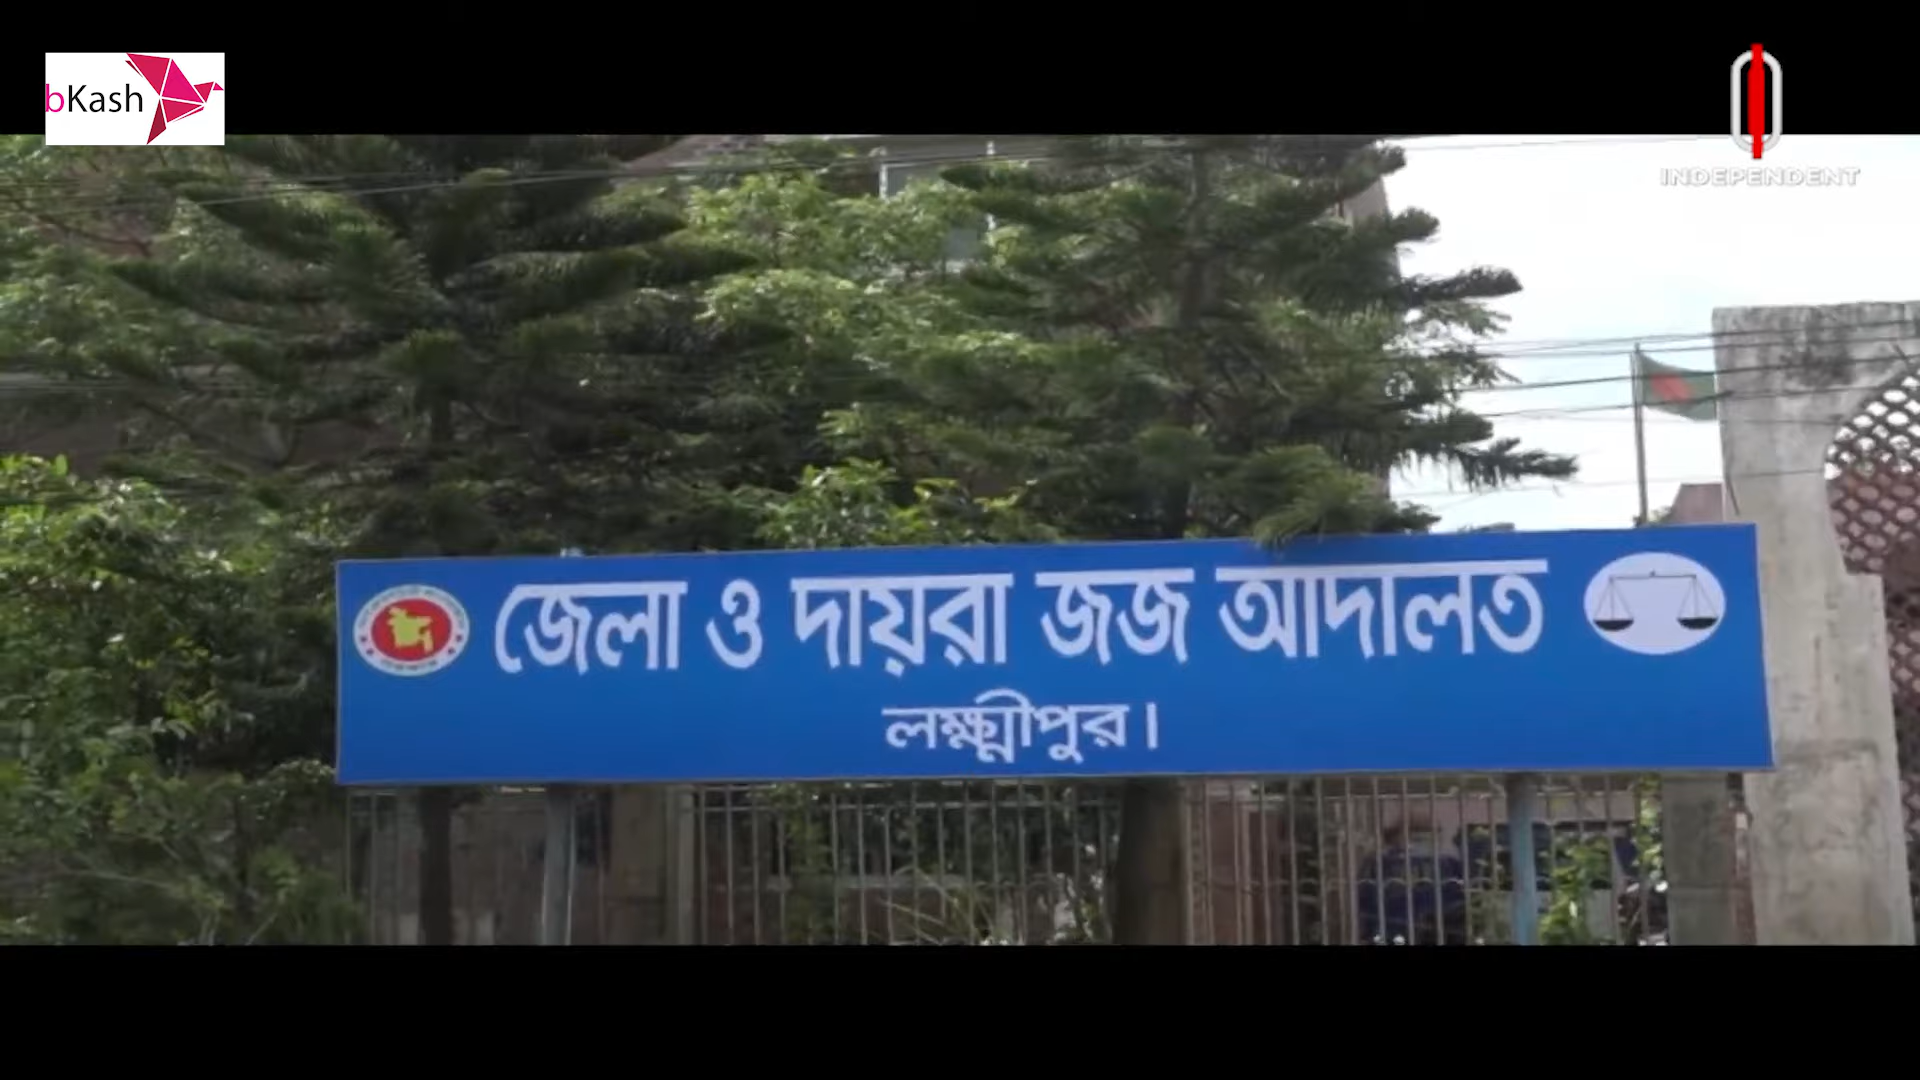 bKash
INDEPENDENT
জেলা ও দায়রা জজ আদালত
লক্ষ্মীপুর।